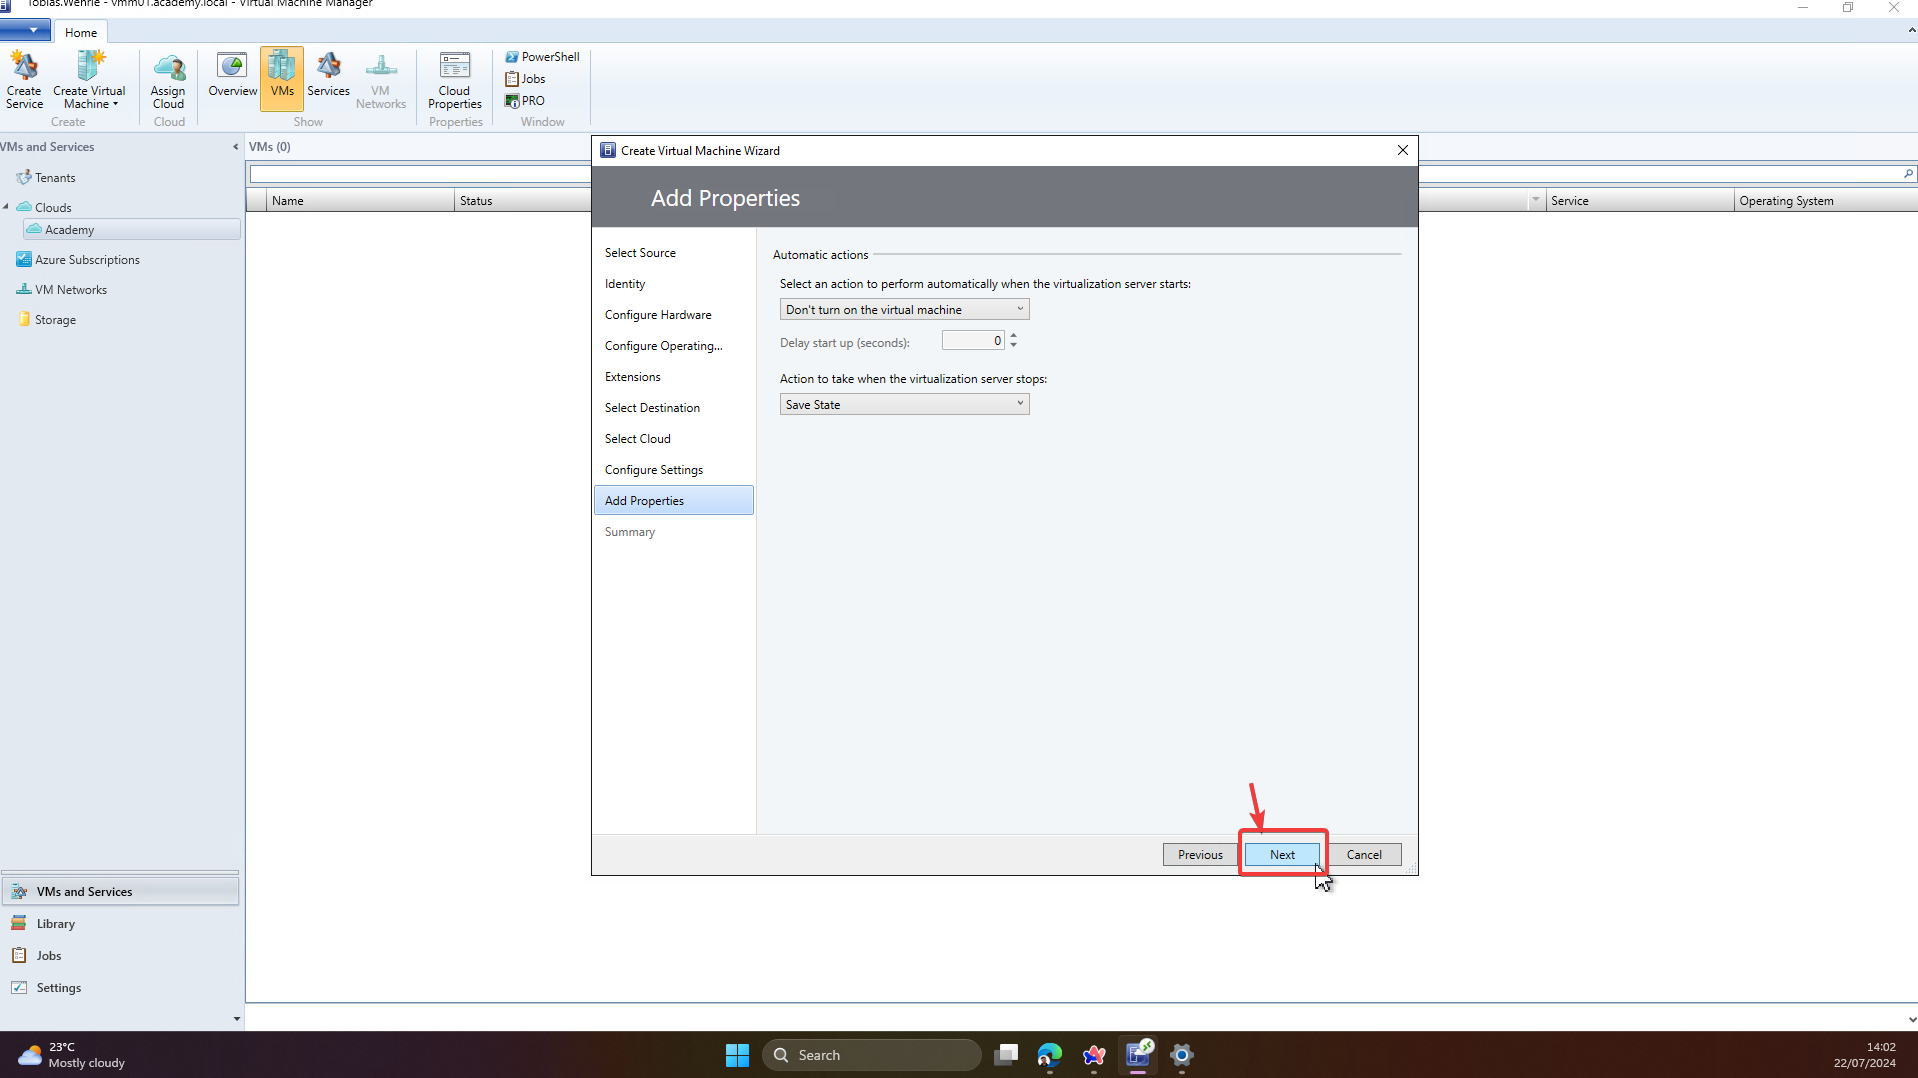 Tobias.Wehrle - vmm01.academy.local - Virtual Machine Manager
Home
Create
Service
Create Virtual
Machine
Create
Assign
Cloud
Cloud
Overview
VMs
Services
VM
Networks
Show
Cloud
Properties
Properties
PowerShell
Jobs
PRO
Window
VMs and Services
Tenants
Clouds
Academy
Azure Subscriptions
VM Networks
Storage
VMs (0)
Name
Status
Service
Operating System
Create Virtual Machine Wizard
Add Properties
Select Source
Identity
Configure Hardware
Configure Operating...
Extensions
Select Destination
Select Cloud
Configure Settings
Add Properties
Summary
Automatic actions
Select an action to perform automatically when the virtualization server starts:
Don't turn on the virtual machine
Delay start up (seconds):
0
Action to take when the virtualization server stops:
Save State
Previous
Next
Cancel
VMs and Services
Library
Jobs
Settings
23°C
Mostly cloudy
Search
14:02
22/07/2024